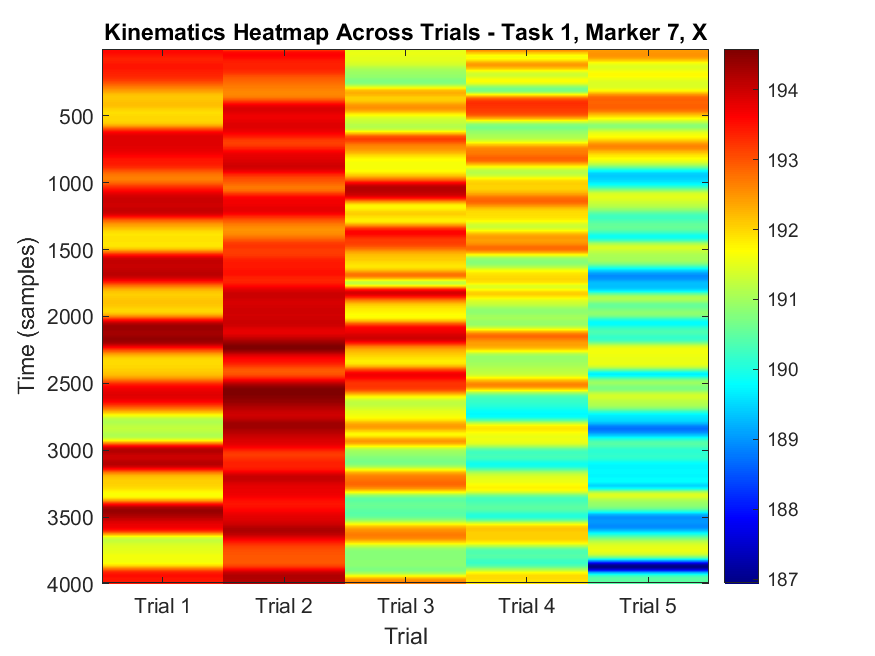 Kinematics Heatmap Across Trials - Task 1, Marker 7, X
Time (samples)
500
1000
1500
2000
2500
3000
3500
4000
Trial 1
Trial 2
Trial 3
Trial 4
Trial 5
Trial
194
193
192
191
190
189
188
187